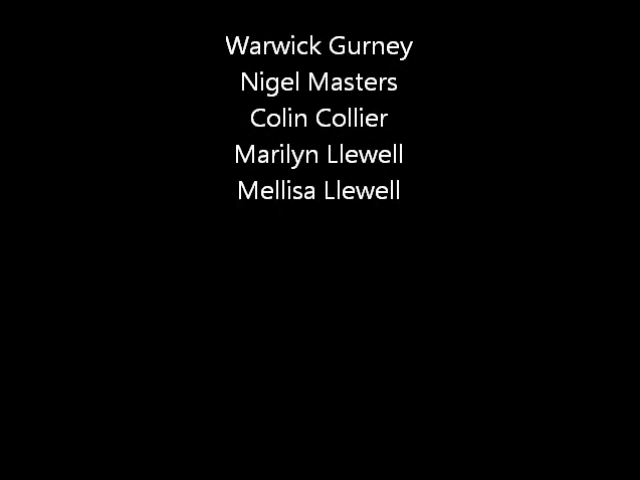 Warwick Gurney
Nigel Masters
Colin Collier
Marilyn Llewell
Mellisa Llewell